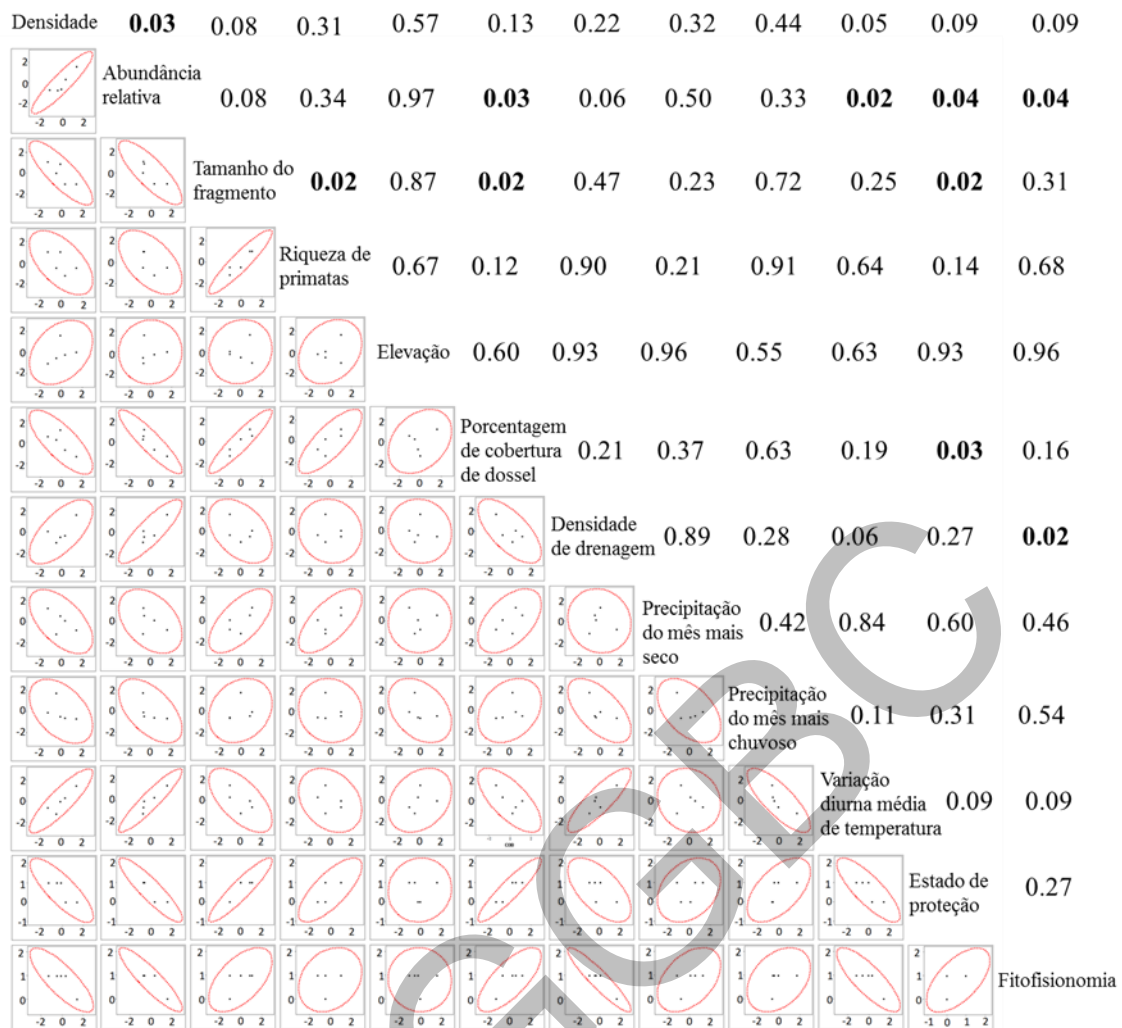 Densidade 0.03 0.08 0.31 0.57 0.13 0.22 0.32 0.44 0.05 0.09 0.09
Abundância
relativa 0.08 0.34 0.97 0.03 0.06 0.50 0.33 0.02 0.04 0.04
Tamanho do
fragmento 0.02 0.87 0.02 0.47 0.23 0.72 0.25 0.02 0.31
Riqueza de
primatas 0.67 0.12 0.90 0.21 0.91 0.64 0.14 0.68
Elevação 0.60 0.93 0.96 0.55 0.63 0.93 0.96
Porcentagem
de cobertura 0.21 0.37 0.63 0.19 0.03 0.16
de dossel
Densidade
de drenagem 0.89 0.28 0.06 0.27 0.02
Precipitação
do mês mais 0.42 0.84 0.60 0.46
seco
Precipitação
do mês mais 0.11 0.31 0.54
chuvoso
Variação
diurna média 0.09 0.09
de temperatura
Estado de
proteção 0.27
Fitofisionomia
GBC